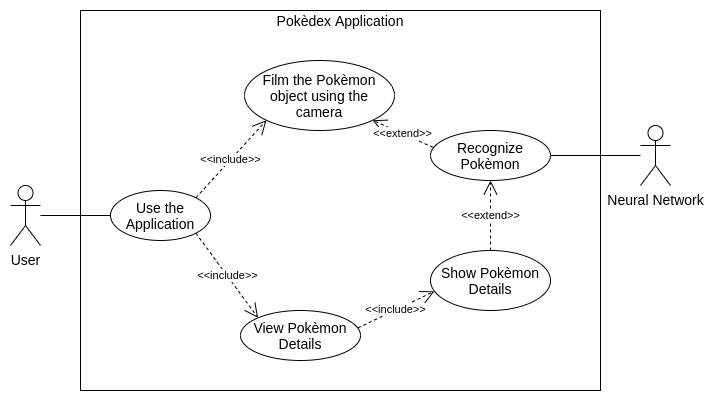 Pokèdex Application
Film the Pokèmon
object using the
camera
<<extend>>
Recognize
Pokèmon
<<include>>
Neural Network
Use the
Application
<<extend>>
User
<<include>>
Show Pokèmon
Details
<<include>>
View Pokèmon
Details